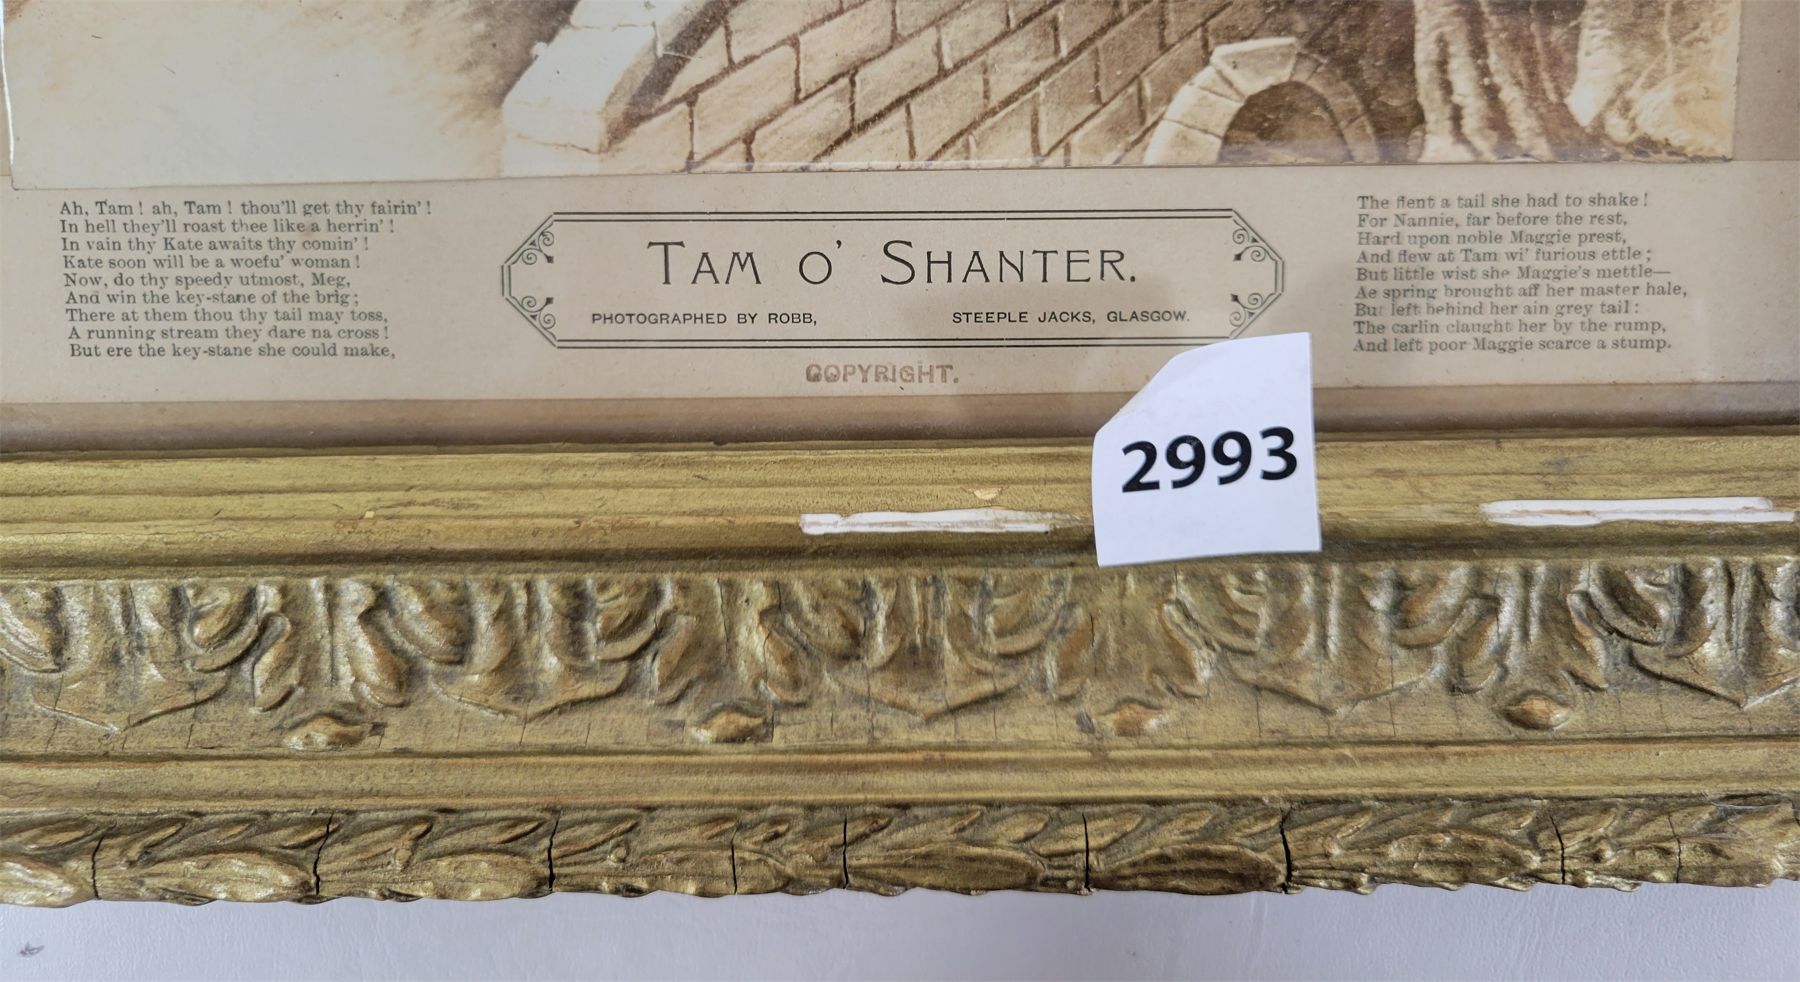 Ah, Tam! ah, Tam! thou'll get thy fairin'!
In hell they'll roast thee like a herrin'!
In vain thy Kate awaits thy comin'!
Kate soon will be a woefu' woman!
Now, do thy speedy utmost, Meg,
And win the key-stane of the brig;
There at them thou thy tail may toss,
A running stream they dare na cross!
But ere the key-stane she could make,
TAM O' SHANTER.
PHOTOGRAPHED BY ROBB, STEEPLE JACKS, GLASGOW.
COPYRIGHT.
The fient a tail she had to shake!
For Nannie, far before the rest,
Hard upon noble Maggie prest,
And flew at Tam wi' furious ettle;
But little wist she Maggie's mettle—
Ae spring brought aff her master hale,
But left behind her ain grey tail:
The carlin claught her by the rump,
And left poor Maggie scarce a stump.
2993